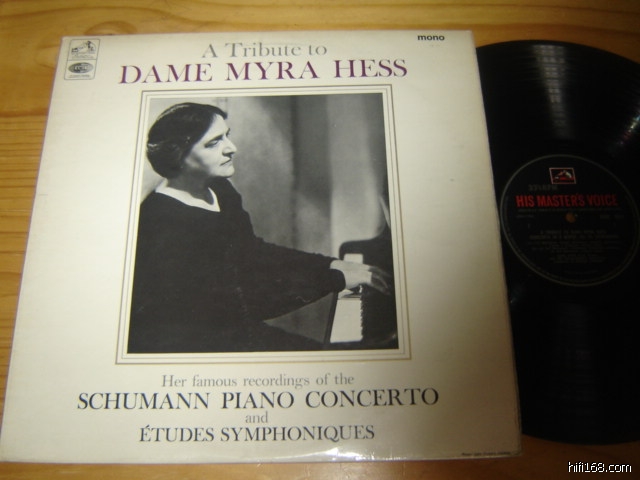 A Tribute to
DAME MYRA HESS
mono
Her famous recordings of the
SCHUMANN PIANO CONCERTO
and
ÉTUDES SYMPHONIQUES
HIS MASTER'S VOICE
hifi168.com